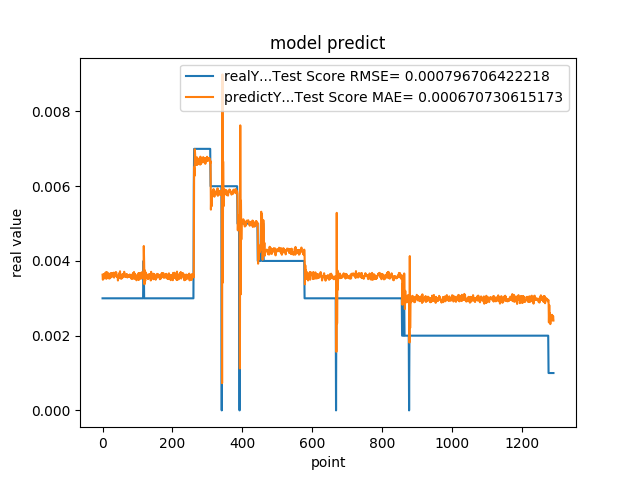 model predict
realY...Test Score RMSE= 0.000796706422218
predictY...Test Score MAE= 0.000670730615173
real value
0.008
0.006
0.004
0.002
0.000
0 200 400 600 800 1000 1200
point